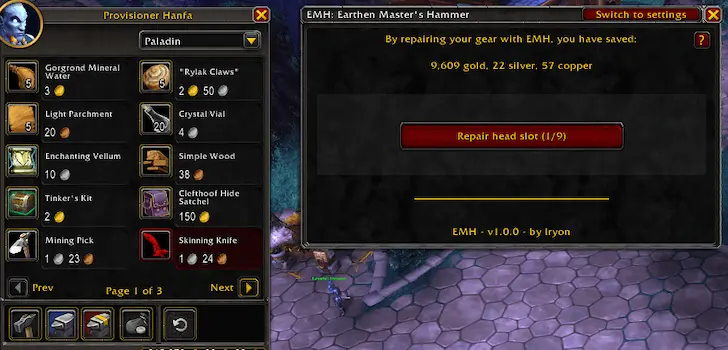 Provisioner Hanfa
Paladin
Gorgrond Mineral
Water
5
3
"Rylak Claws"
5
2 50
Light Parchment
5
20
Crystal Vial
20
4
Enchanting Vellum
10
Simple Wood
38
Tinker's Kit
2
Clefthoof Hide
Satchel
150
Mining Pick
1 23
Skinning Knife
1 24
Prev
Page 1 of 3
Next
EMH: Earthen Master's Hammer
Switch to settings
By repairing your gear with EMH, you have saved:
?
9,609 gold, 22 silver, 57 copper
Repair head slot (1/9)
EMH - v1.0.0 - by Iryon